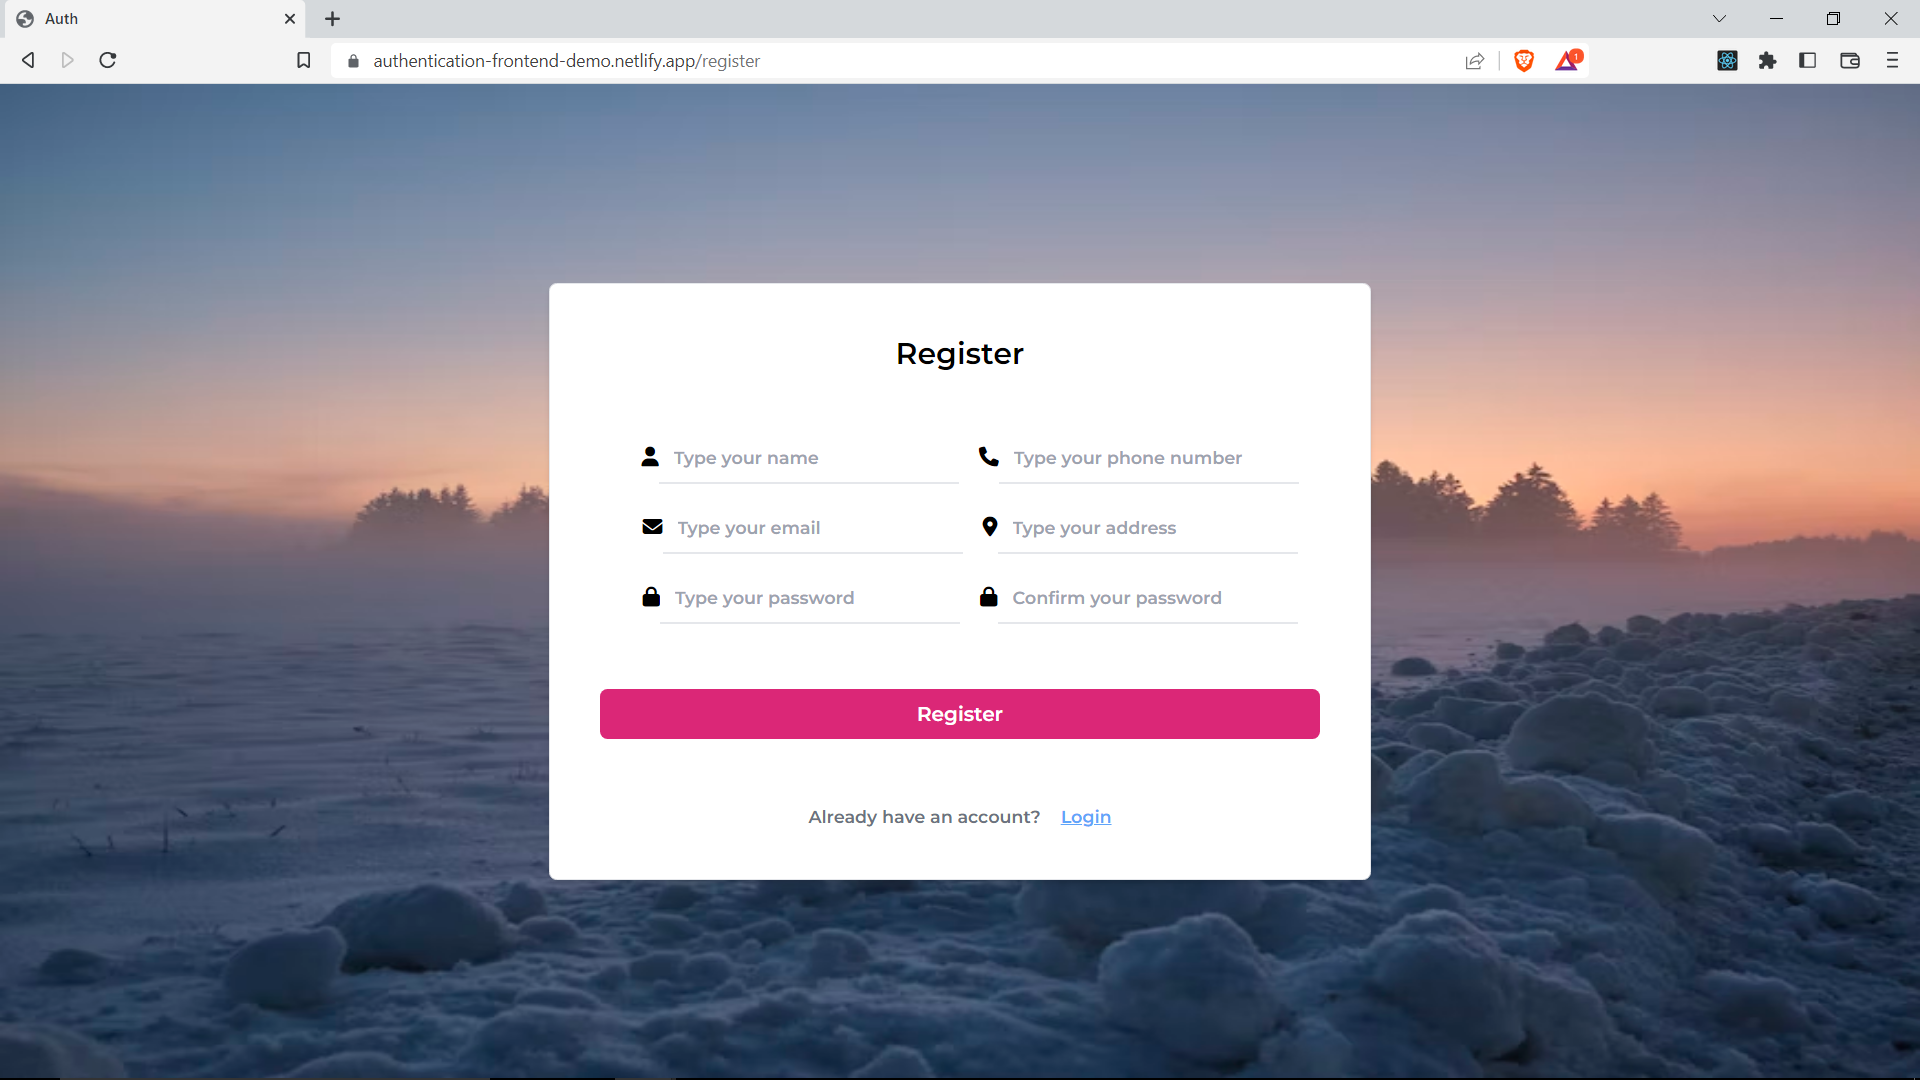 Auth
authentication-frontend-demo.netlify.app/register
1
Register
Type your name
Type your phone number
Type your email
Type your address
Type your password
Confirm your password
Register
Already have an account? Login